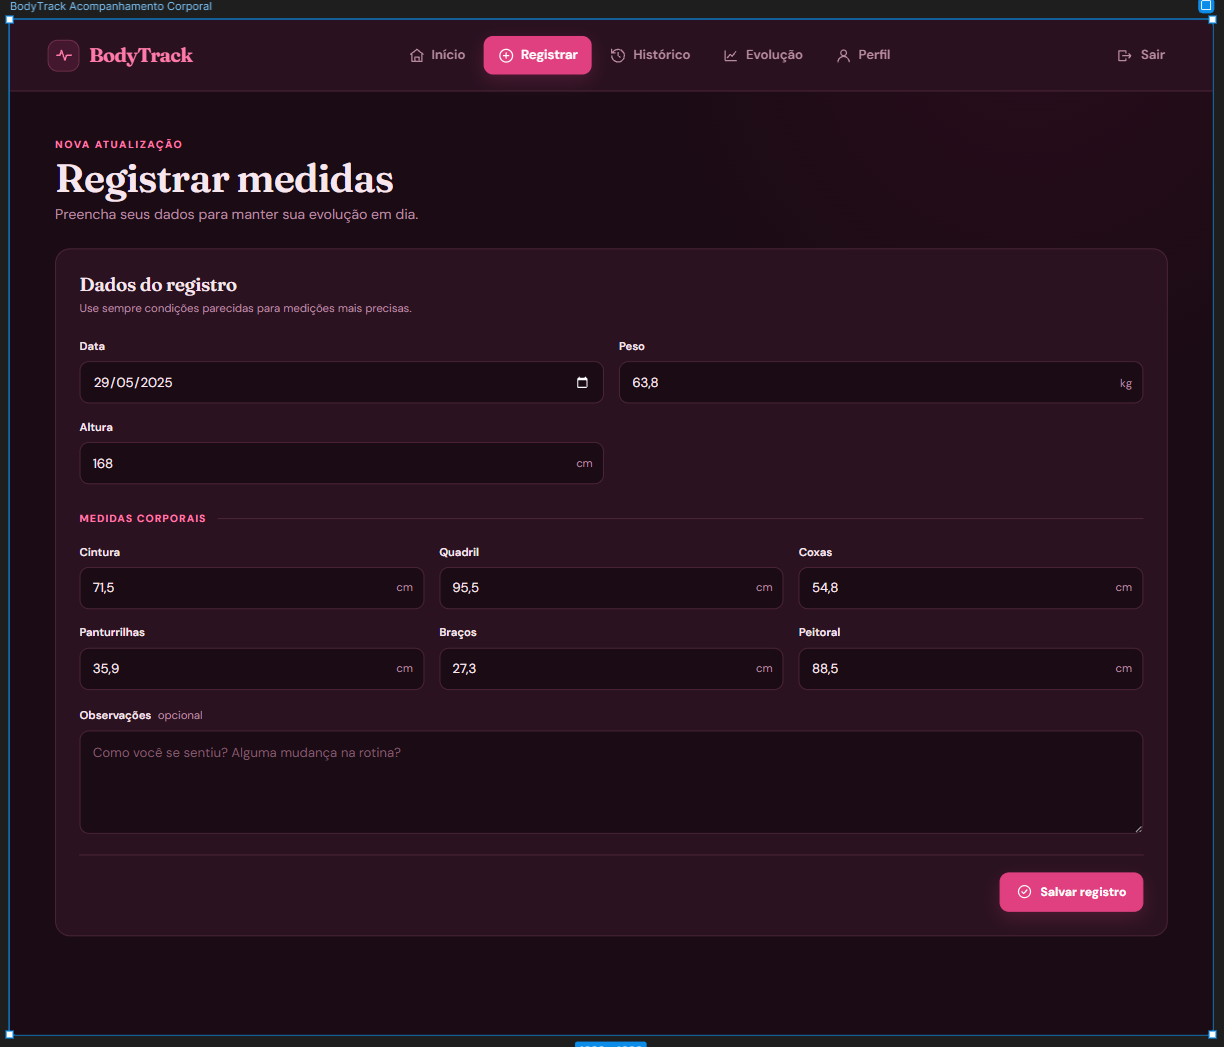 BodyTrack Acompanhamento Corporal
BodyTrack
Início
Registrar
Histórico
Evolução
Perfil
Sair
NOVA ATUALIZAÇÃO
Registrar medidas
Preencha seus dados para manter sua evolução em dia.
Dados do registro
Use sempre condições parecidas para medições mais precisas.
Data
Peso
29/05/2025
63,8 kg
Altura
168 cm
MEDIDAS CORPORAIS
Cintura
Quadril
Coxas
71,5 cm
95,5 cm
54,8 cm
Panturrilhas
Braços
Peitoral
35,9 cm
27,3 cm
88,5 cm
Observações opcional
Como você se sentiu? Alguma mudança na rotina?
Salvar registro